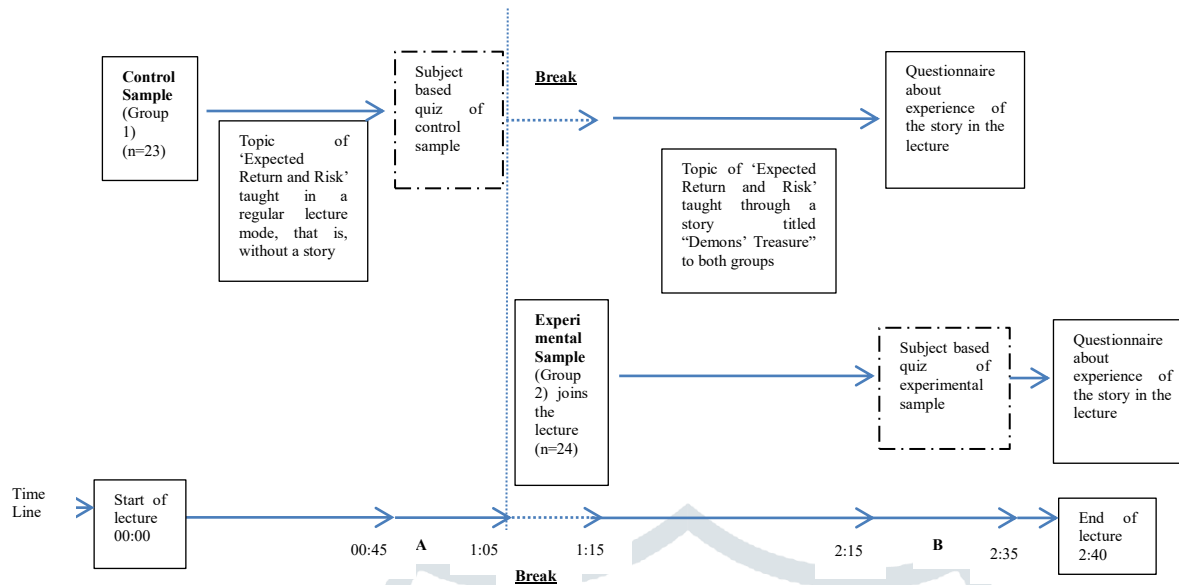 Control
Sample
(Group
1)
(n=23)
Topic of
‘Expected
Return and Risk’
taught in a
regular lecture
mode, that is,
without a story
Subject
based
quiz of
control
sample
Break
Topic of ‘Expected
Return and Risk’
taught through a
story titled
“Demons’ Treasure”
to both groups
Questionnaire
about
experience of
the story in the
lecture
Experi
mental
Sample
(Group
2) joins
the
lecture
(n=24)
Subject based
quiz of
experimental
sample
Questionnaire
about
experience of
the story in the
lecture
Time
Line
Start of
lecture
00:00
00:45
A
1:05
Break
1:15
2:15
B
2:35
End of
lecture
2:40